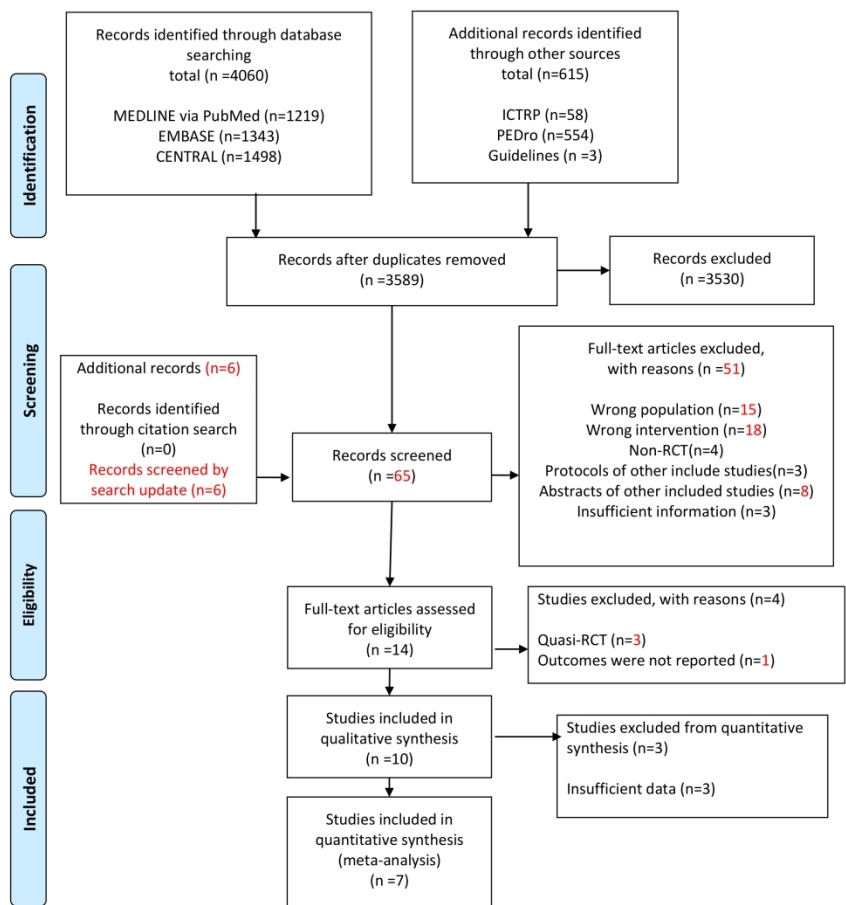 Records identified through database
searching
total (n =4060)
MEDLINE via PubMed (n=1219)
EMBASE (n=1343)
CENTRAL (n=1498)
Additional records identified
through other sources
total (n=615)
ICTRP (n=58)
PEDro (n=554)
Guidelines (n =3)
Identification
Records after duplicates removed
(n =3589)
Records excluded
(n =3530)
Screening
Additional records (n=6)
Records identified
through citation search
(n=0)
Records screened by
search update (n=6)
Records screened
(n =65)
Full-text articles excluded,
with reasons (n =51)
Wrong population (n=15)
Wrong intervention (n=18)
Non-RCT(n=4)
Protocols of other include studies(n=3)
Abstracts of other included studies (n=8)
Insufficient information (n=3)
Eligibility
Full-text articles assessed
for eligibility
(n =14)
Studies excluded, with reasons (n=4)
Quasi-RCT (n=3)
Outcomes were not reported (n=1)
Included
Studies included in
qualitative synthesis
(n =10)
Studies excluded from quantitative
synthesis (n=3)
Insufficient data (n=3)
Studies included in
quantitative synthesis
(meta-analysis)
(n =7)